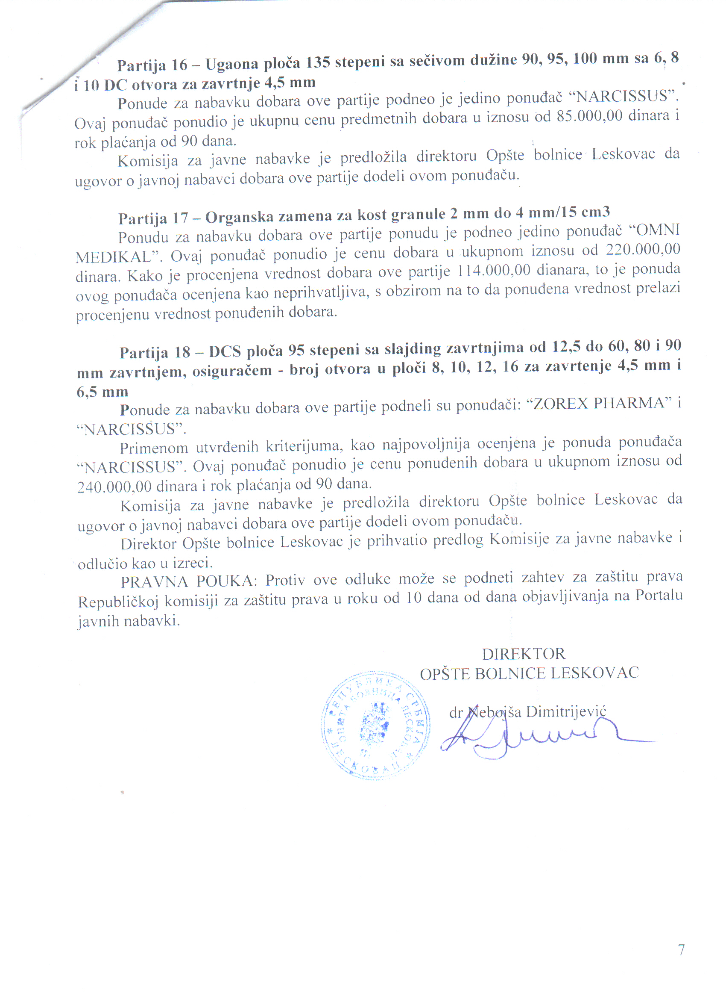 Partija 16 – Ugaona ploča 135 stepeni sa sečivom dužine 90, 95, 100 mm sa 6, 8
i 10 DC otvora za zavrtnje 4,5 mm
Ponude za nabavku dobara ove partije podneo je jedino ponuđač “NARCISSUS”.
Ovaj ponuđač ponudio je ukupnu cenu predmetnih dobara u iznosu od 85.000,00 dinara i
rok plaćanja od 90 dana.
Komisija za javne nabavke je predložila direktoru Opšte bolnice Leskovac da
ugovor o javnoj nabavci dobara ove partije dodeli ovom ponuđaču.
Partija 17 – Organska zamena za kost granule 2 mm do 4 mm/15 cm3
Ponudu za nabavku dobara ove partije ponudu je podneo jedino ponuđač “OMNI
MEDIKAL”. Ovaj ponuđač ponudio je cenu dobara u ukupnom iznosu od 220.000,00
dinara. Kako je procenjena vrednost dobara ove partije 114.000,00 dianara, to je ponuda
ovog ponuđača ocenjena kao neprihvatljiva, s obzirom na to da ponuđena vrednost prelazi
procenjenu vrednost ponuđenih dobara.
Partija 18 – DCS ploča 95 stepeni sa slajding zavrtnjima od 12,5 do 60, 80 i 90
mm zavrtnjem, osiguračem - broj otvora u ploči 8, 10, 12, 16 za zavrtenje 4,5 mm i
6,5 mm
Ponude za nabavku dobara ove partije podneli su ponuđači: “ZOREX PHARMA” i
“NARCISSUS”.
Primenom utvrđenih kriterijuma, kao najpovoljnija ocenjena je ponuda ponuđača
“NARCISSUS”. Ovaj ponuđač ponudio je cenu ponuđenih dobara u ukupnom iznosu od
240.000,00 dinara i rok plaćanja od 90 dana.
Komisija za javne nabavke je predložila direktoru Opšte bolnice Leskovac da
ugovor o javnoj nabavci dobara ove partije dodeli ovom ponuđaču.
Direktor Opšte bolnice Leskovac je prihvatio predlog Komisije za javne nabavke i
odlučio kao u izreci.
PRAVNA POUKA: Protiv ove odluke može se podneti zahtev za zaštitu prava
Republičkoj komisiji za zaštitu prava u roku od 10 dana od dana objavljivanja na Portalu
javnih nabavki.
DIREKTOR
OPŠTE BOLNICE LESKOVAC
dr Nebojša Dimitrijević
РЕПУБЛИКА СРБИЈА
ОПШТА БОЛНИЦА ЛЕСКОВАЦ
ЛЕСКОВАЦ
7